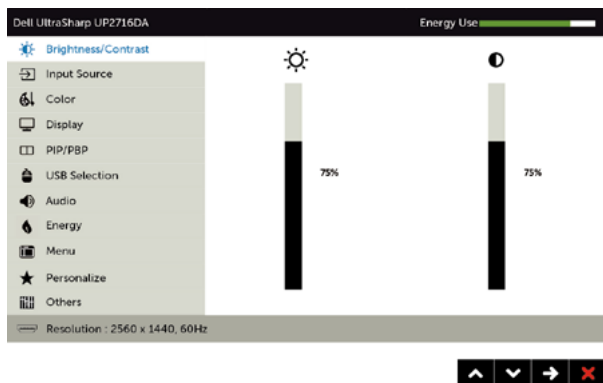 Dell UltraSharp UP2716DA
Energy Use
Brightness/Contrast
Input Source
Color
Display
PIP/PBP
USB Selection
Audio
Energy
Menu
Personalize
Others
75%
75%
Resolution : 2560 x 1440, 60Hz